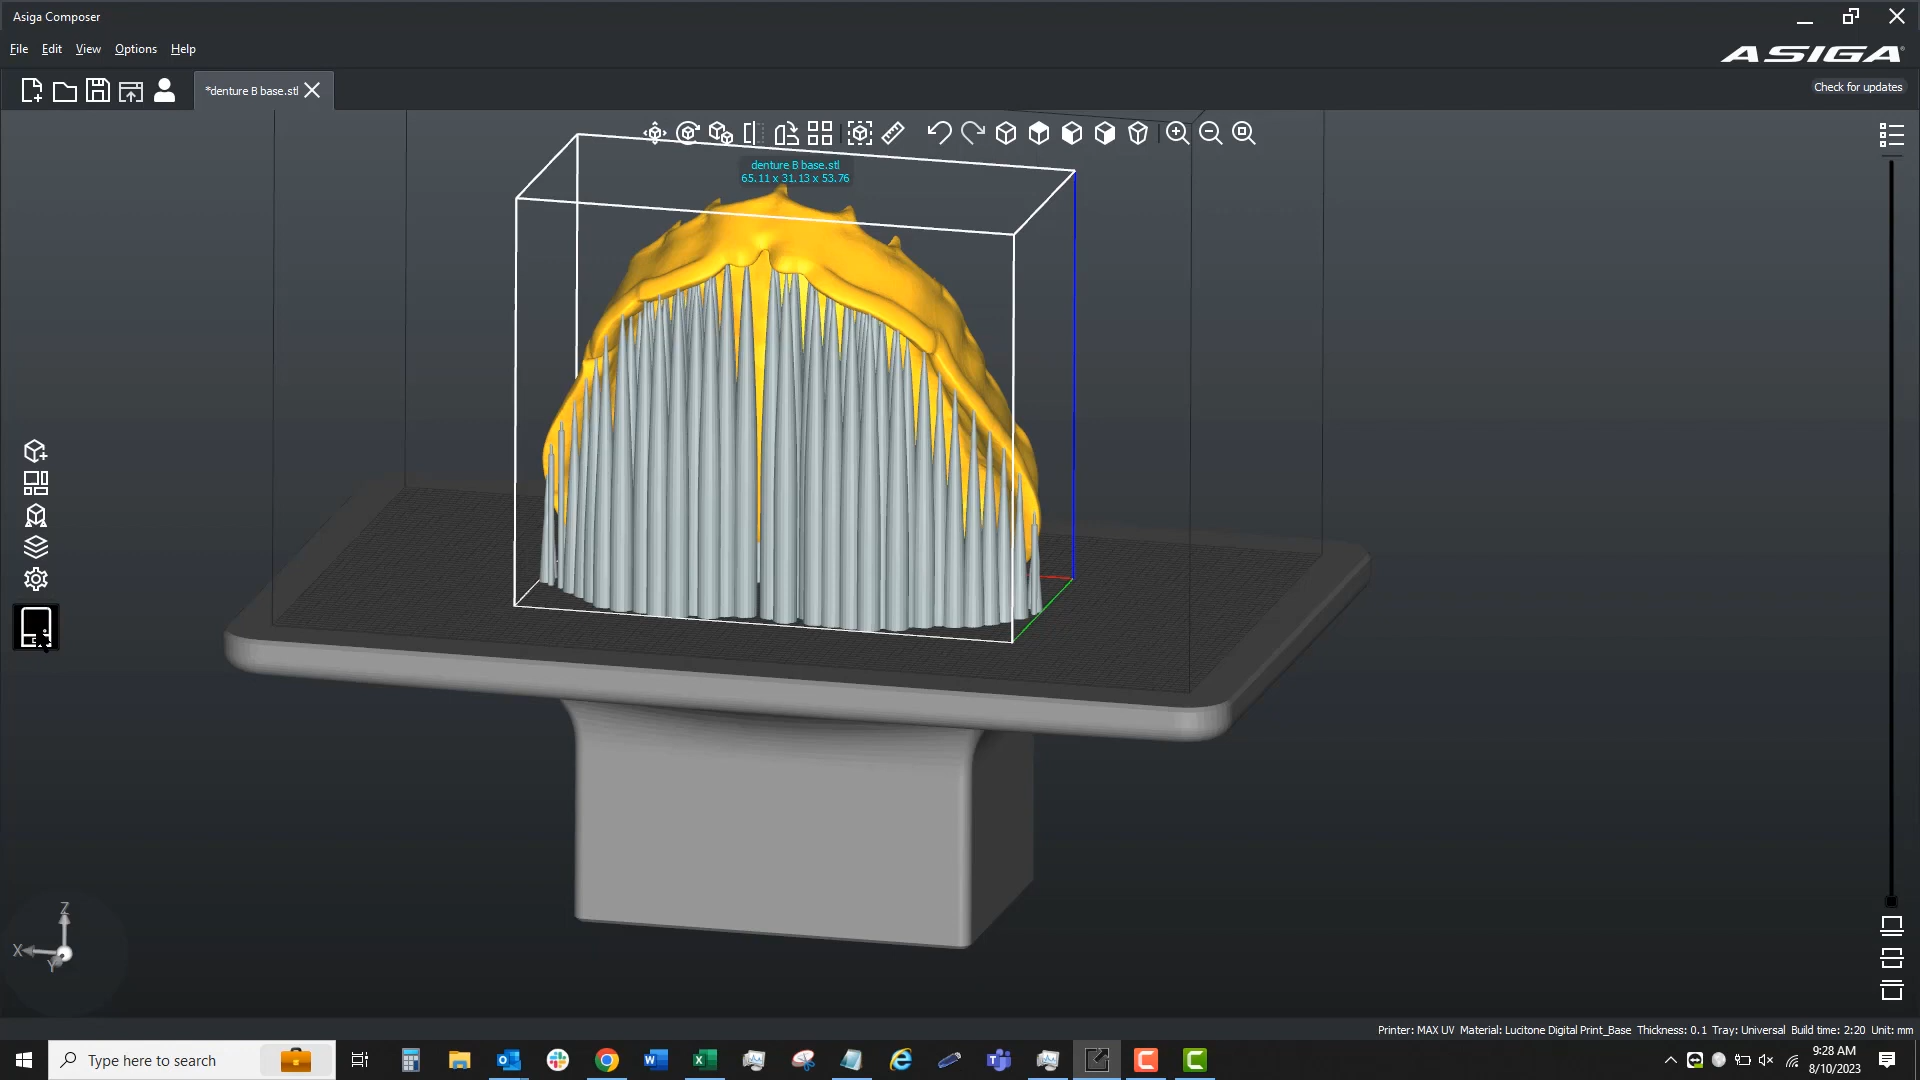 Asiga Composer
File Edit View Options Help
ASIGA
*denture B base.stl
Check for updates
denture B base.stl
65.11 x 31.13 x 53.76
Z
X
Y
Printer: MAX UV Material: Lucitone Digital Print_Base Thickness: 0.1 Tray: Universal Build time: 2:20 Unit: mm
Type here to search
9:28 AM
8/10/2023